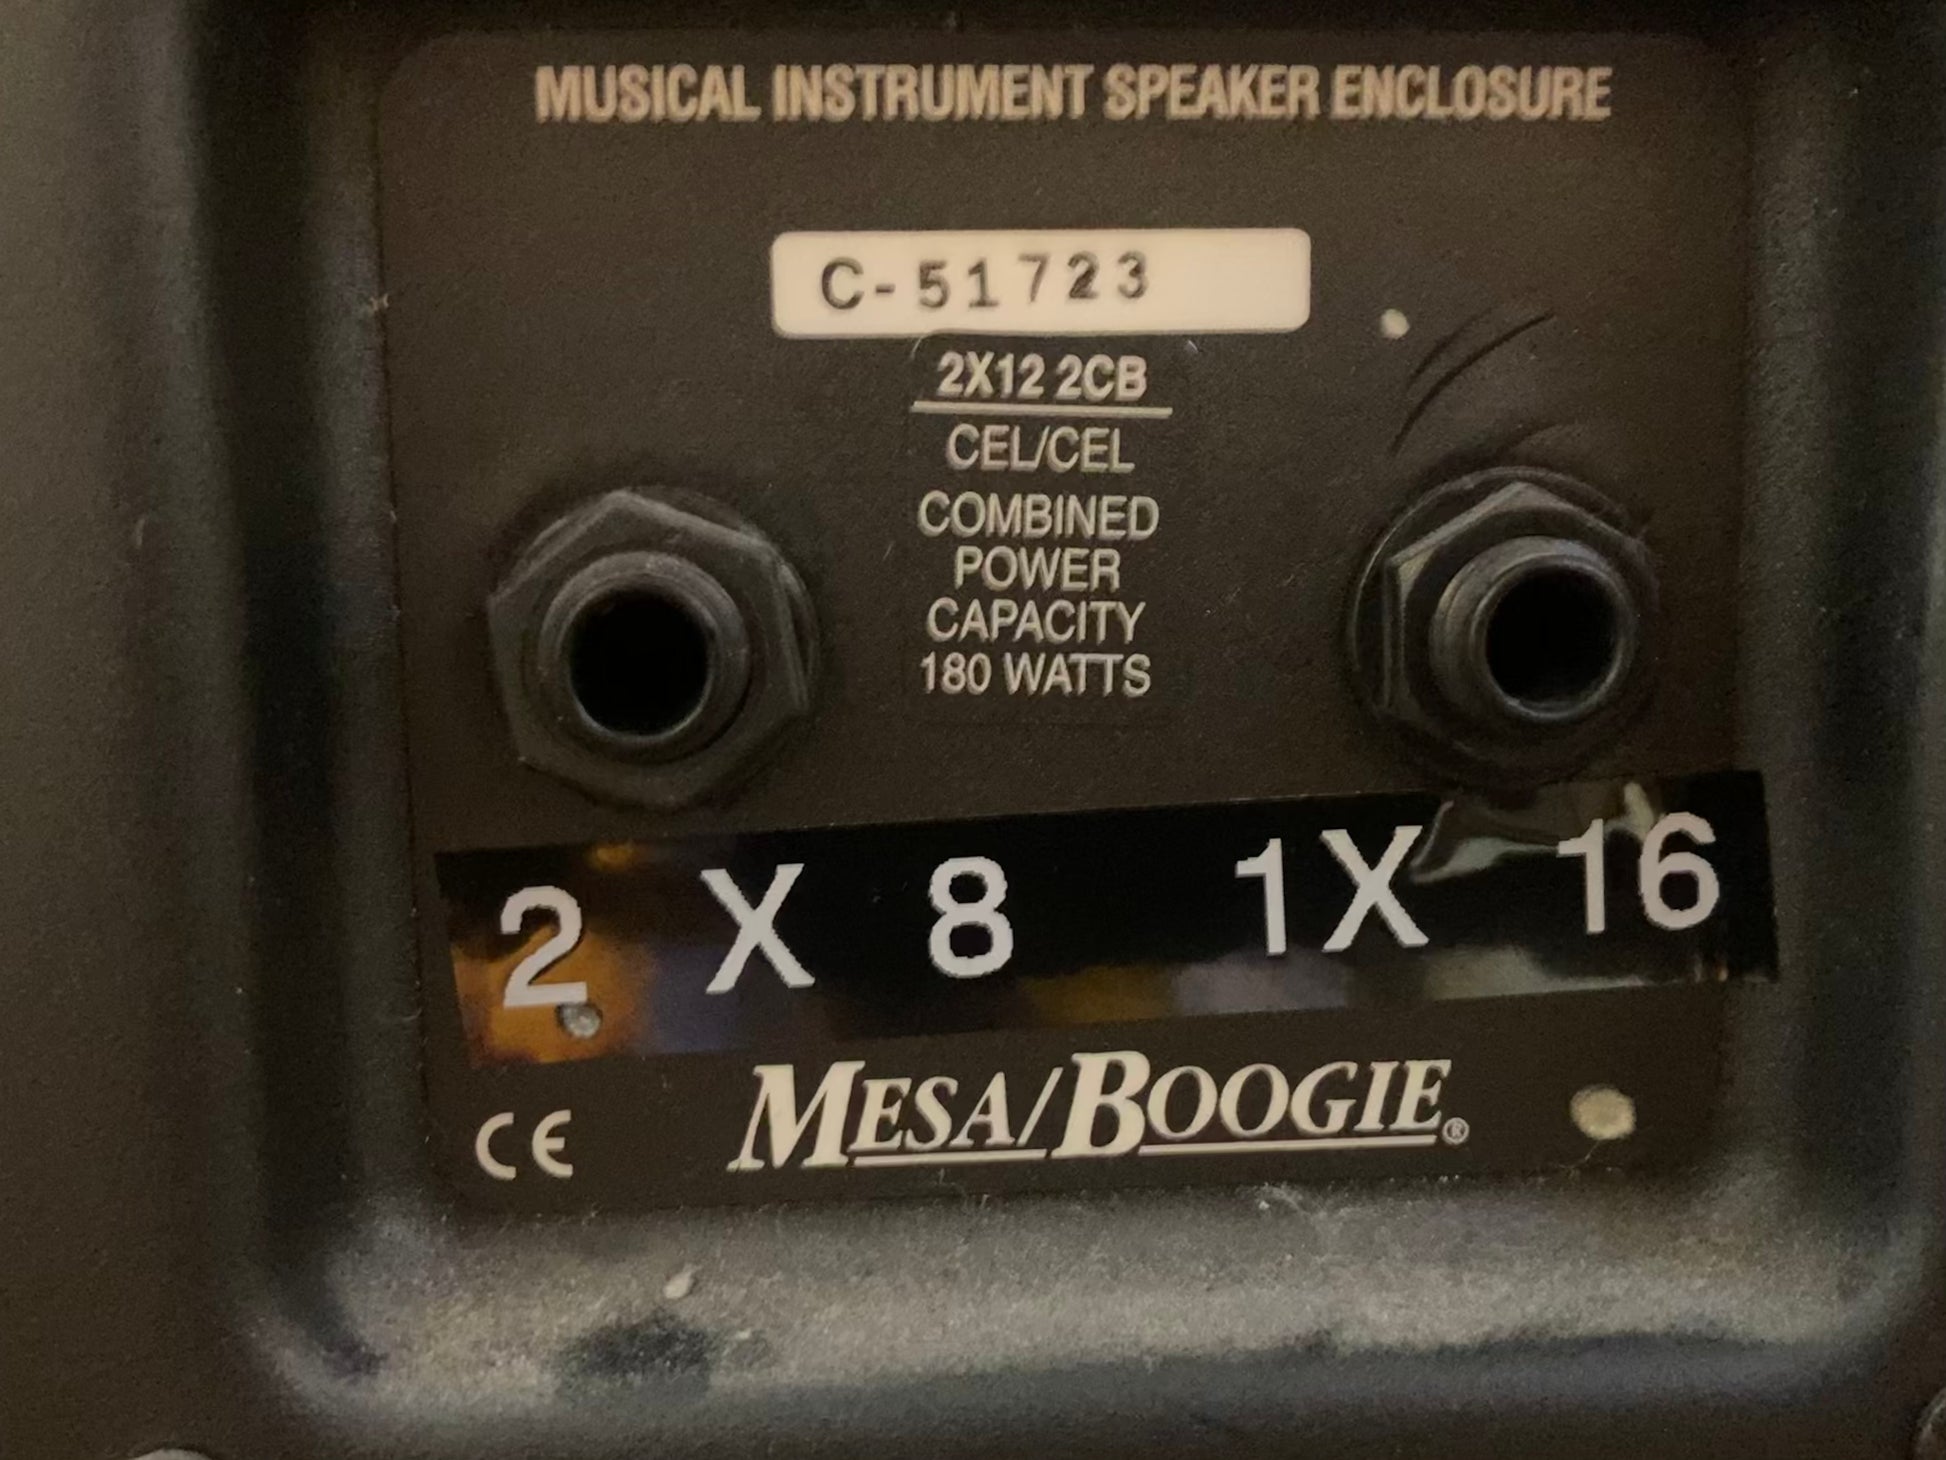 MUSICAL INSTRUMENT SPEAKER ENCLOSURE
C-51723
2X12 2CB
CEL/CEL
COMBINED
POWER
CAPACITY
180 WATTS
2 X 8 1X 16
CE
MESA/BOOGIE®